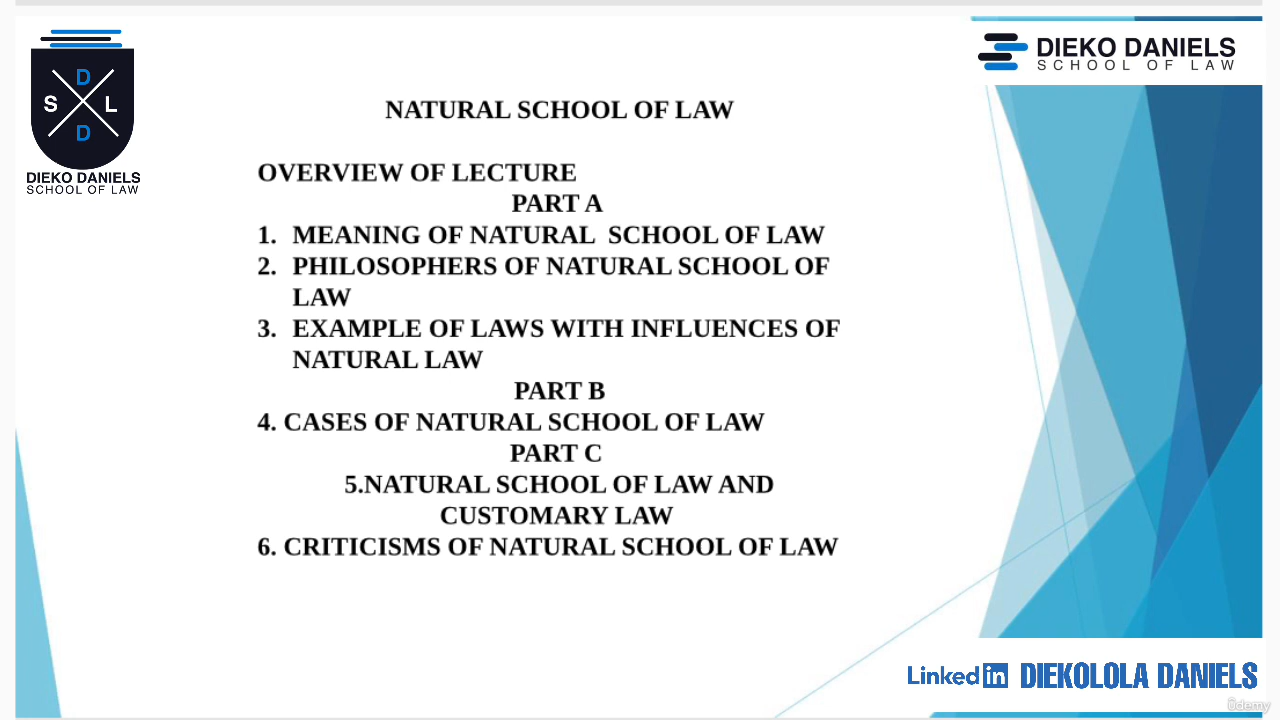 D
S L
D
DIEKO DANIELS
SCHOOL OF LAW
DIEKO DANIELS
SCHOOL OF LAW
NATURAL SCHOOL OF LAW
OVERVIEW OF LECTURE
PART A
1. MEANING OF NATURAL SCHOOL OF LAW
2. PHILOSOPHERS OF NATURAL SCHOOL OF
LAW
3. EXAMPLE OF LAWS WITH INFLUENCES OF
NATURAL LAW
PART B
4. CASES OF NATURAL SCHOOL OF LAW
PART C
5.NATURAL SCHOOL OF LAW AND
CUSTOMARY LAW
6. CRITICISMS OF NATURAL SCHOOL OF LAW
Linked in DIEKOLOLA DANIELS
ûdemy